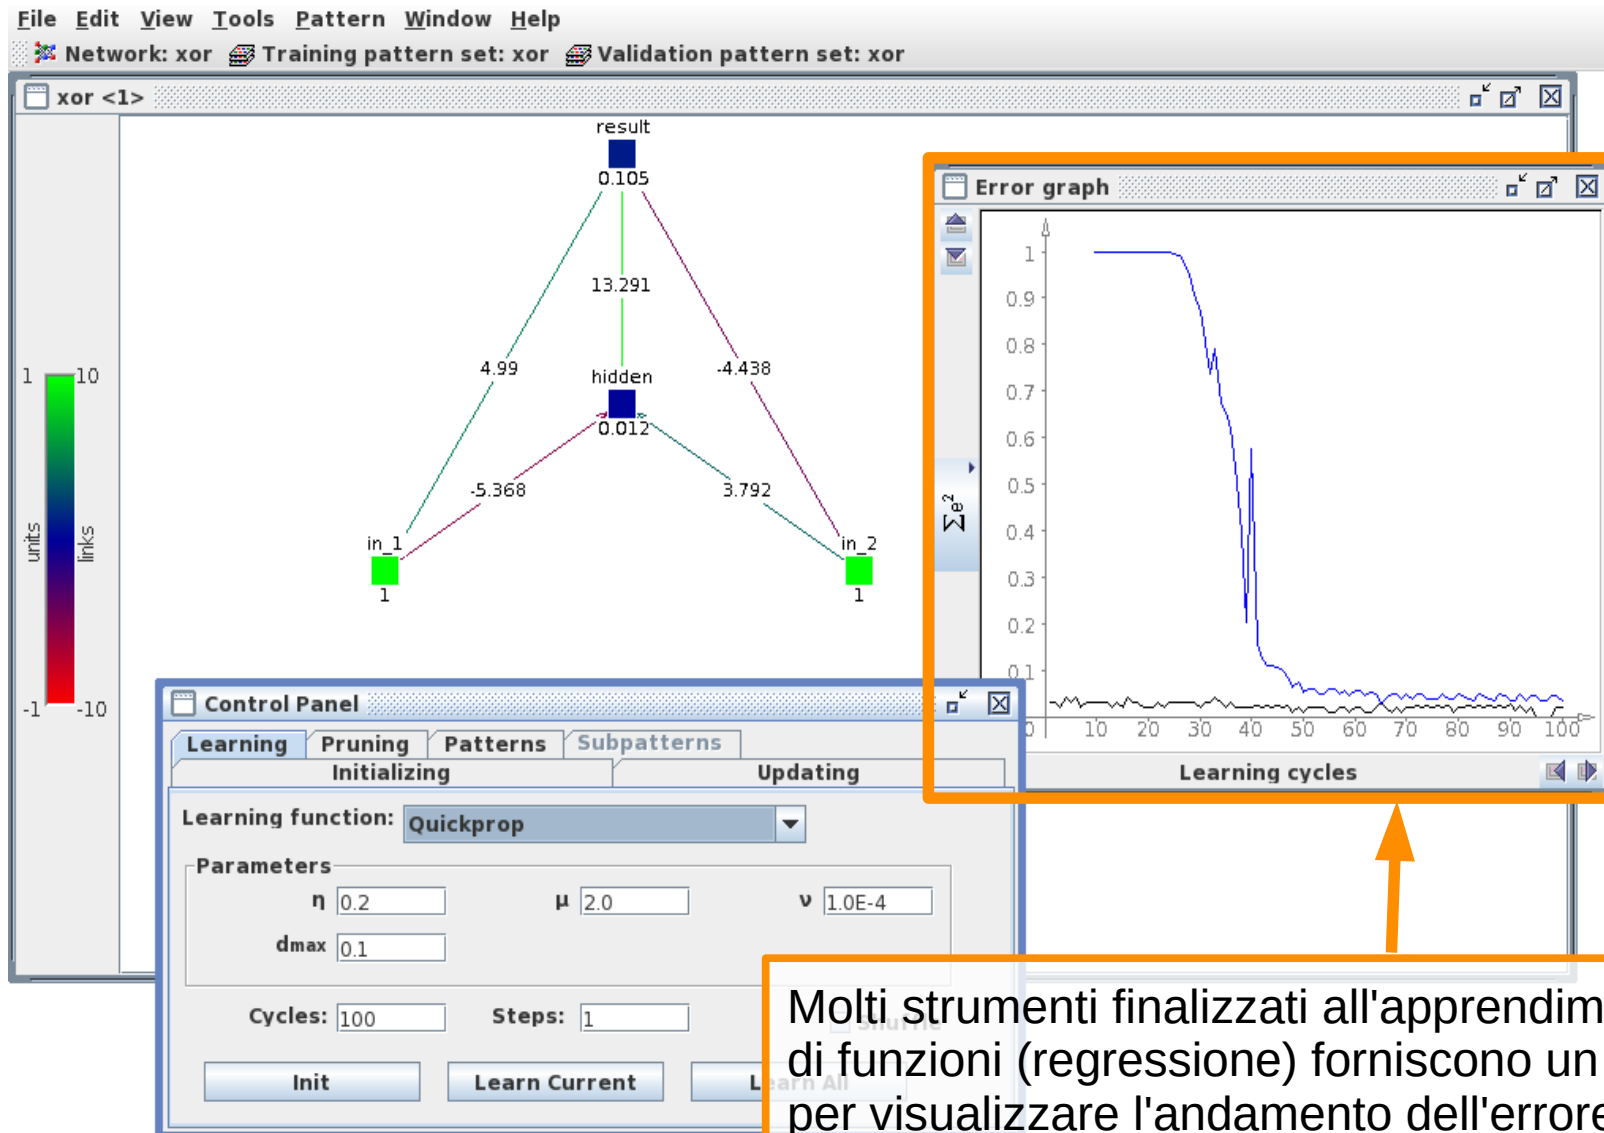 File Edit View Tools Pattern Window Help
Network: xor Training pattern set: xor Validation pattern set: xor
xor <1>
result
0.105
13.291
4.99
-4.438
hidden
0.012
-5.368
3.792
in_1
1
in_2
1
1 10
units links
-1 -10
Error graph
1
0.9
0.8
0.7
0.6
0.5
0.4
0.3
0.2
0.1
Σe²
0 10 20 30 40 50 60 70 80 90 100
Learning cycles
Control Panel
Learning Pruning Patterns Subpatterns
Initializing Updating
Learning function: Quickprop
Parameters
η 0.2 μ 2.0 ν 1.0E-4
dmax 0.1
Cycles: 100 Steps: 1 Shuffle
Init Learn Current Learn All
Molti strumenti finalizzati all'apprendim
di funzioni (regressione) forniscono un
per visualizzare l'andamento dell'errore